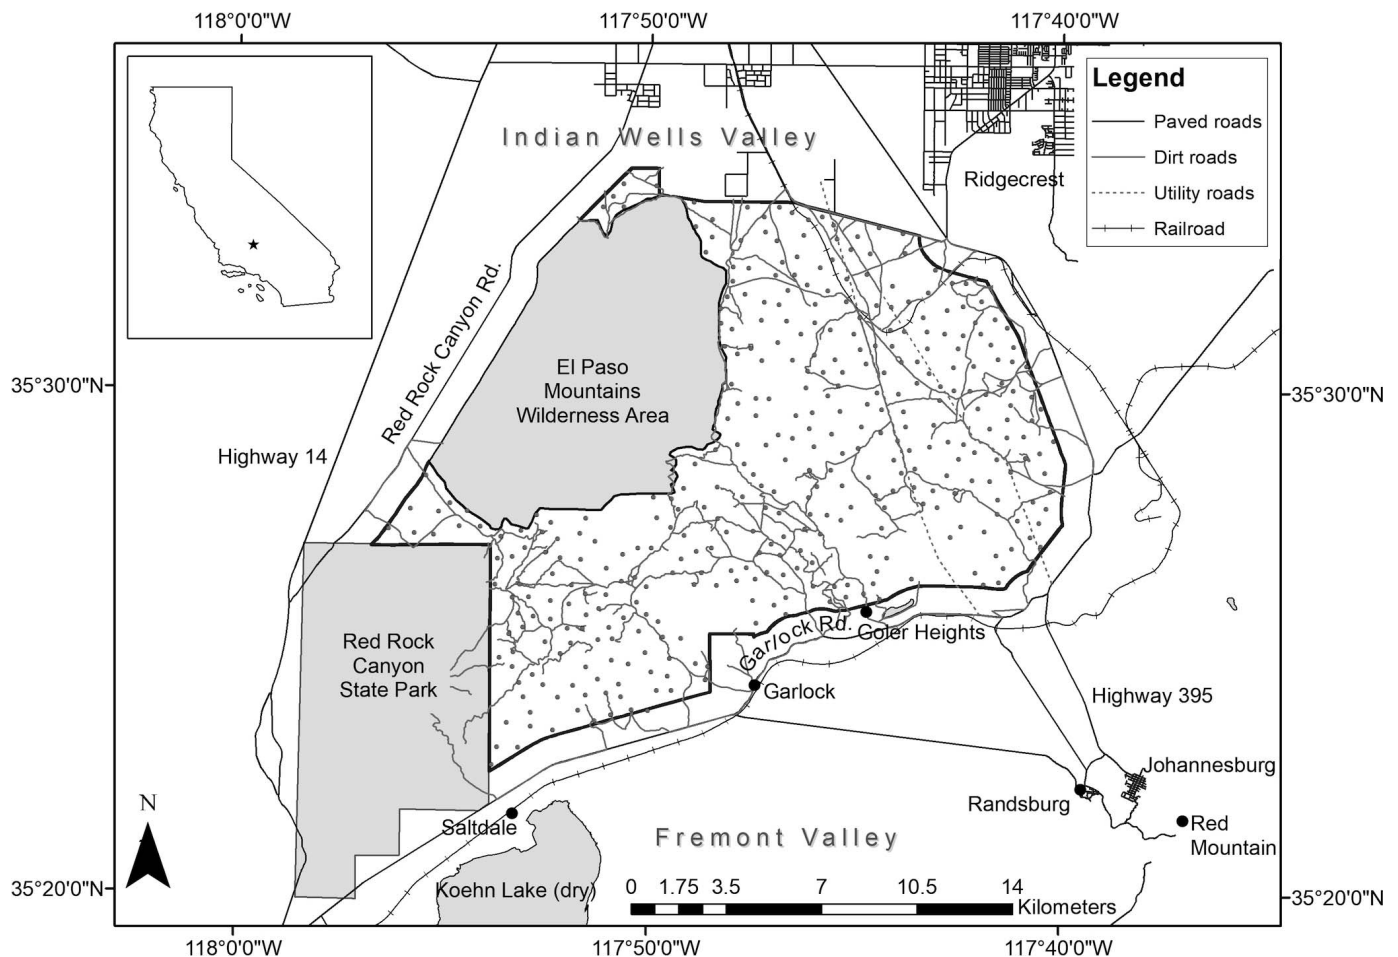 118°0'0"W
117°50'0"W
117°40'0"W
Legend
Paved roads
Dirt roads
Utility roads
Railroad
Indian Wells Valley
Ridgecrest
Red Rock Canyon Rd.
El Paso
Mountains
Wilderness Area
35°30'0"N
35°30'0"N
Highway 14
Red Rock
Canyon
State Park
Garlock Rd.
Goler Heights
Garlock
Highway 395
Johannesburg
Randsburg
Red
Mountain
N
Saltdale
Fremont Valley
Koehn Lake (dry)
0 1.75 3.5 7 10.5 14
Kilometers
35°20'0"N
35°20'0"N
118°0'0"W
117°50'0"W
117°40'0"W